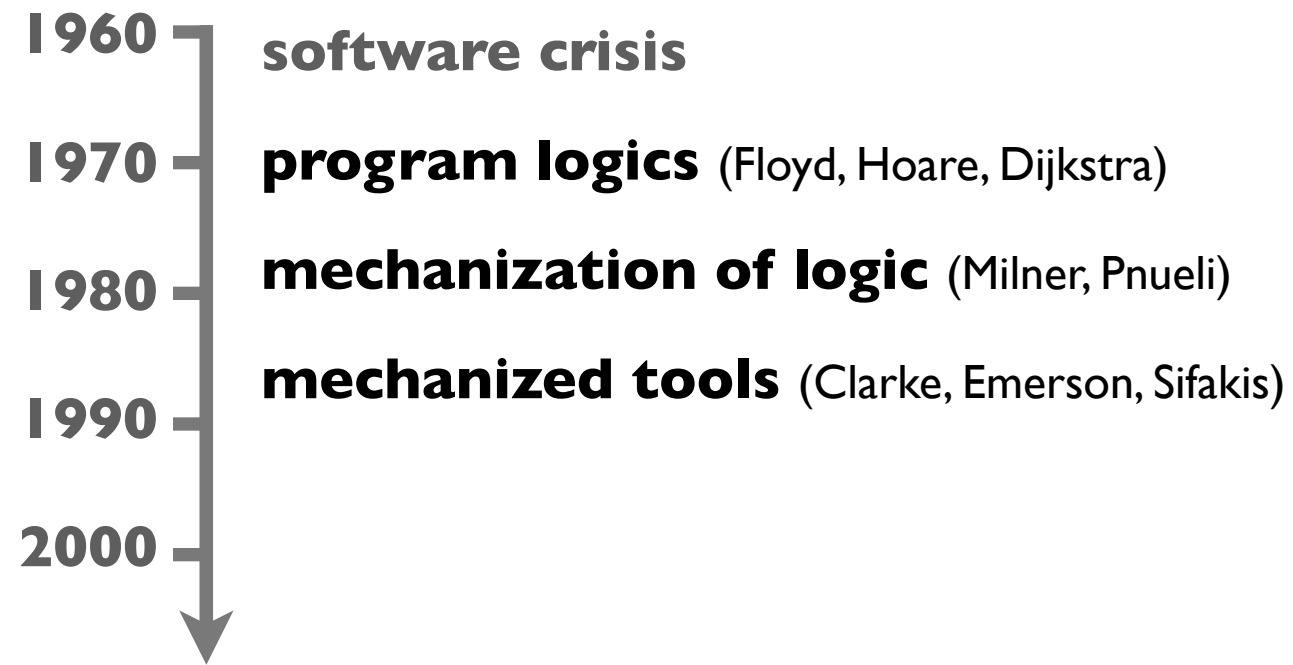 1960
software crisis
1970
program logics (Floyd, Hoare, Dijkstra)
mechanization of logic (Milner, Pnueli)
1980
mechanized tools (Clarke, Emerson, Sifakis)
1990
2000